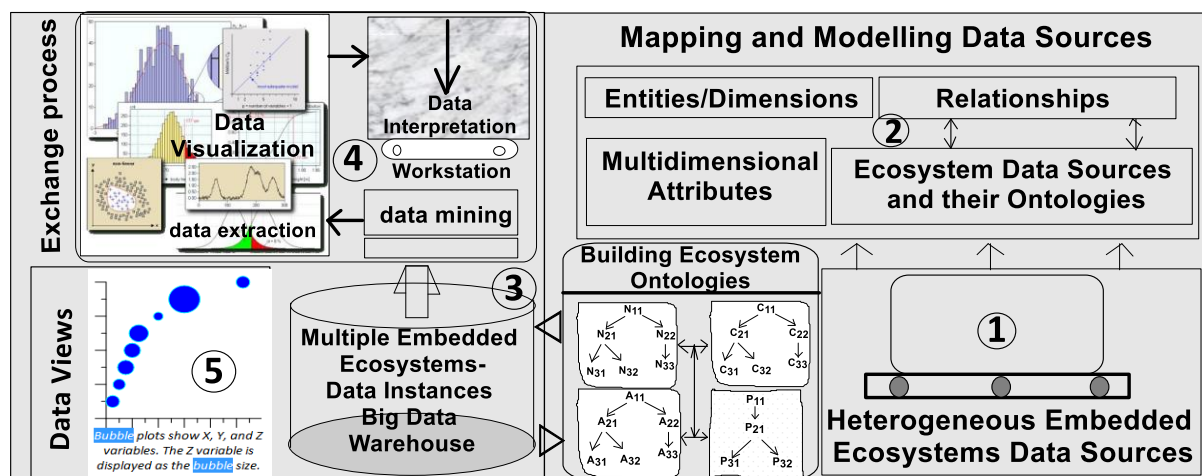 Exchange process
Data
Visualization
data extraction
Data
Interpretation
Workstation
data mining
4
3
Mapping and Modelling Data Sources
Entities/Dimensions
Relationships
2
Multidimensional
Attributes
Ecosystem Data Sources
and their Ontologies
Data Views
5
Bubble plots show X, Y, and Z
variables. The Z variable is
displayed as the bubble size.
Multiple Embedded
Ecosystems-
Data Instances
Big Data
Warehouse
Building Ecosystem
Ontologies
N11
N21 N22
N31 N32 N33
C11
C21 C22
C31 C32 C33
A11
A21 A22
A31 A32 A33
P11
P21
P31 P32
1
Heterogeneous Embedded
Ecosystems Data Sources